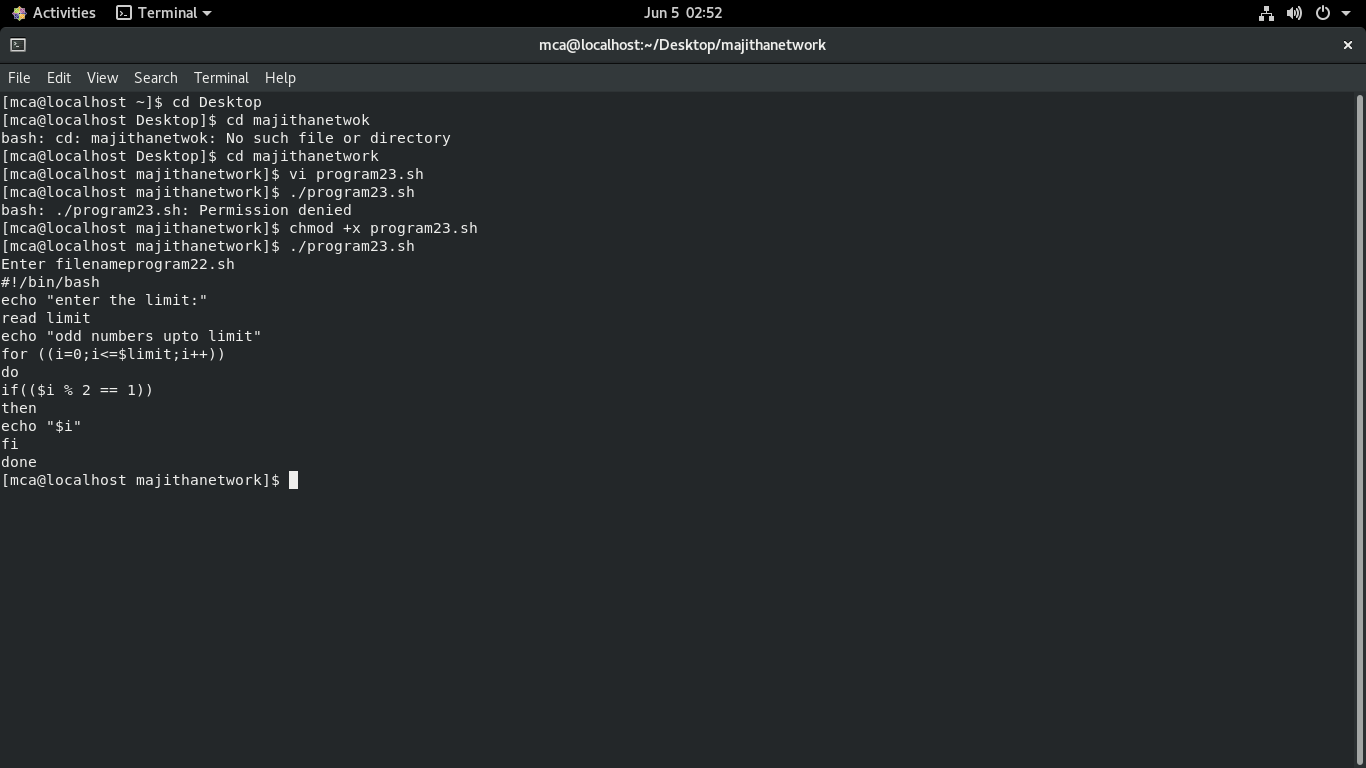 Activities Terminal Jun 5 02:52
mca@localhost:~/Desktop/majithanetwork
File Edit View Search Terminal Help
[mca@localhost ~]$ cd Desktop
[mca@localhost Desktop]$ cd majithanetwok
bash: cd: majithanetwok: No such file or directory
[mca@localhost Desktop]$ cd majithanetwork
[mca@localhost majithanetwork]$ vi program23.sh
[mca@localhost majithanetwork]$ ./program23.sh
bash: ./program23.sh: Permission denied
[mca@localhost majithanetwork]$ chmod +x program23.sh
[mca@localhost majithanetwork]$ ./program23.sh
Enter filenameprogram22.sh
#!/bin/bash
echo "enter the limit:"
read limit
echo "odd numbers upto limit"
for ((i=0;i<=$limit;i++))
do
if(($i % 2 == 1))
then
echo "$i"
fi
done
[mca@localhost majithanetwork]$